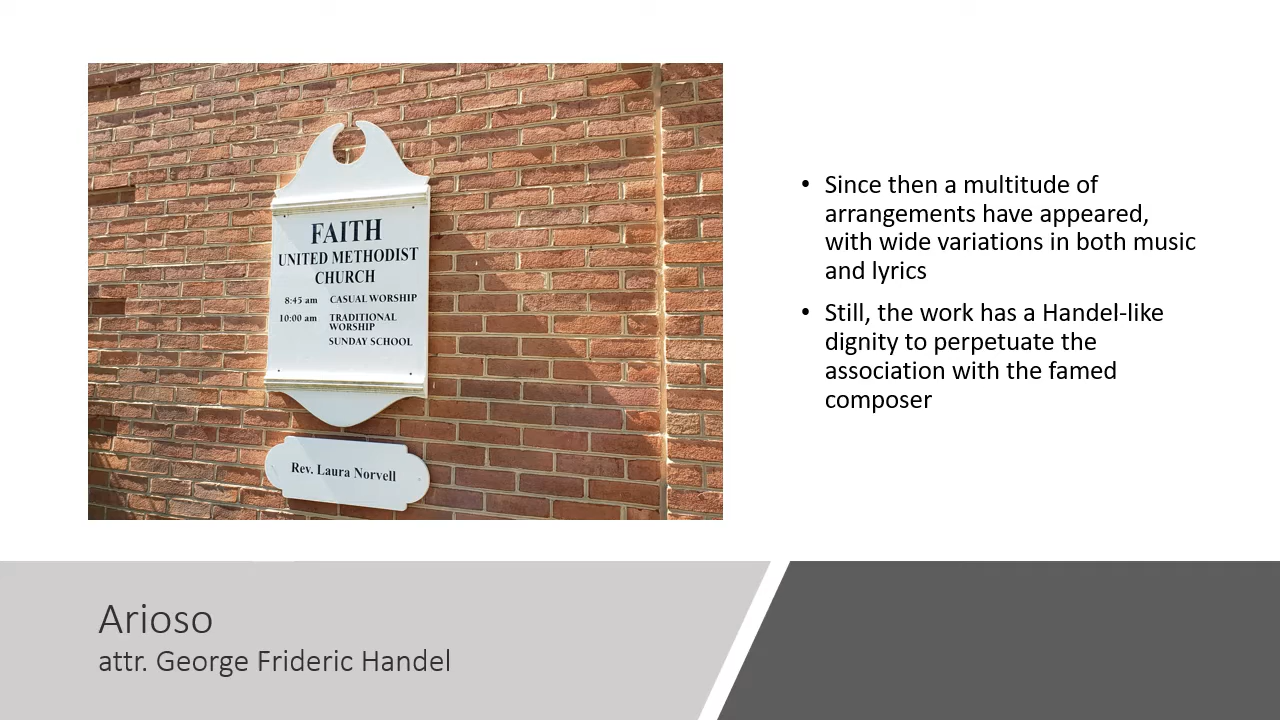 FAITH
UNITED METHODIST
CHURCH
8:45 am CASUAL WORSHIP
10:00 am TRADITIONAL
WORSHIP
SUNDAY SCHOOL
Rev. Laura Norvell
• Since then a multitude of
arrangements have appeared,
with wide variations in both music
and lyrics
• Still, the work has a Handel-like
dignity to perpetuate the
association with the famed
composer
Arioso
attr. George Frideric Handel